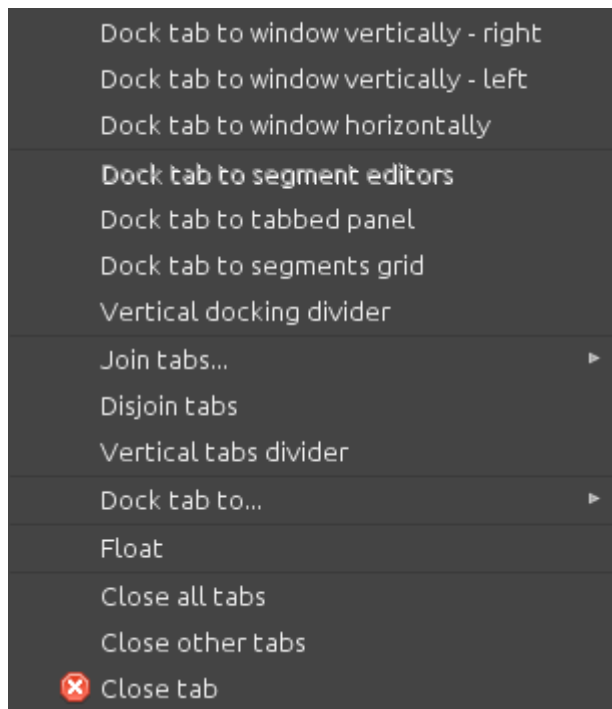 Dock tab to window vertically - right
Dock tab to window vertically - left
Dock tab to window horizontally
Dock tab to segment editors
Dock tab to tabbed panel
Dock tab to segments grid
Vertical docking divider
Join tabs...
Disjoin tabs
Vertical tabs divider
Dock tab to...
Float
Close all tabs
Close other tabs
Close tab